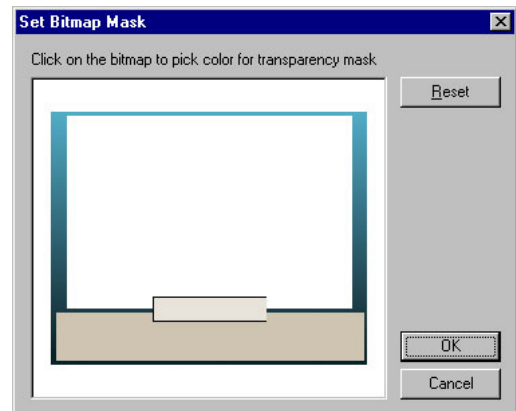 Set Bitmap Mask
Click on the bitmap to pick color for transparency mask
Reset
OK
Cancel